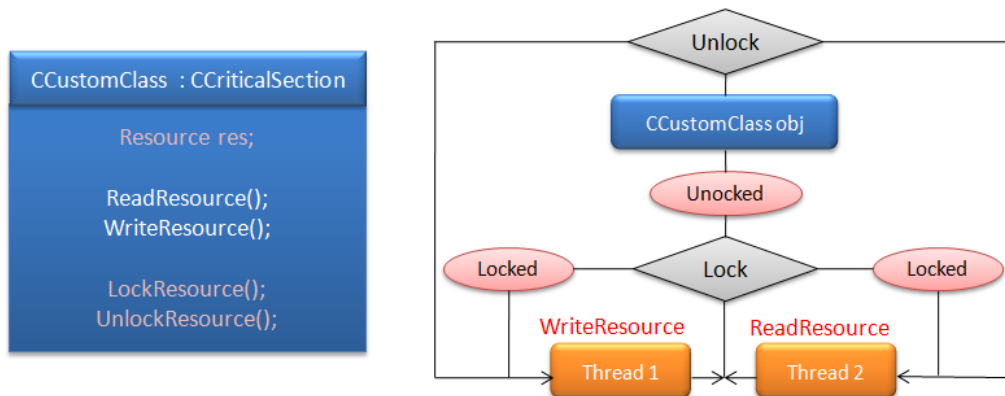 CCustomClass : CCriticalSection
Resource res;
ReadResource();
WriteResource();
LockResource();
UnlockResource();
Unlock
CCustomClass obj
Unocked
Locked
Lock
Locked
WriteResource
ReadResource
Thread 1
Thread 2